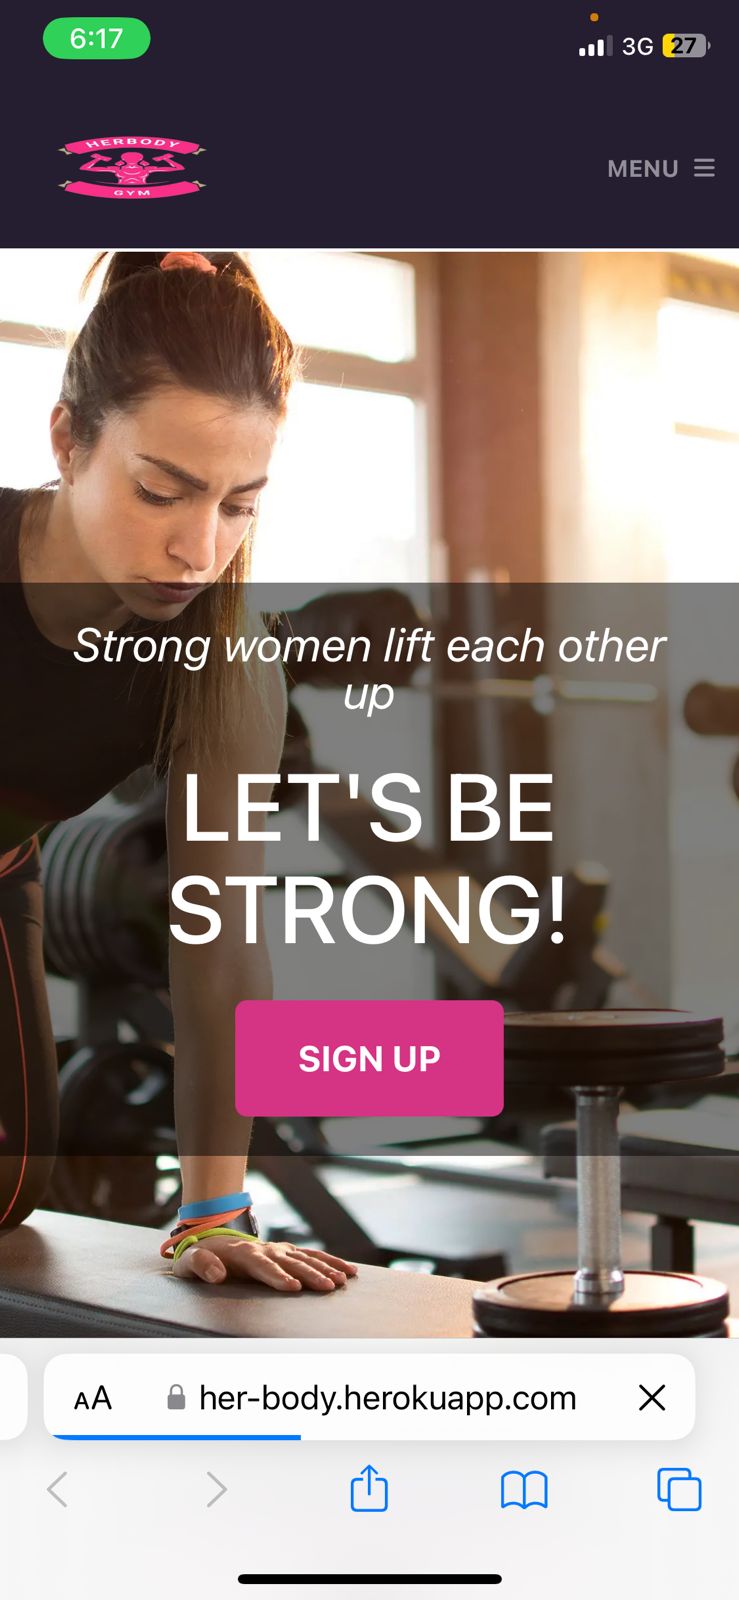 6:17
3G 27
HERBODY
GYM
MENU
Strong women lift each other
up
LET'S BE
STRONG!
SIGN UP
AA her-body.herokuapp.com